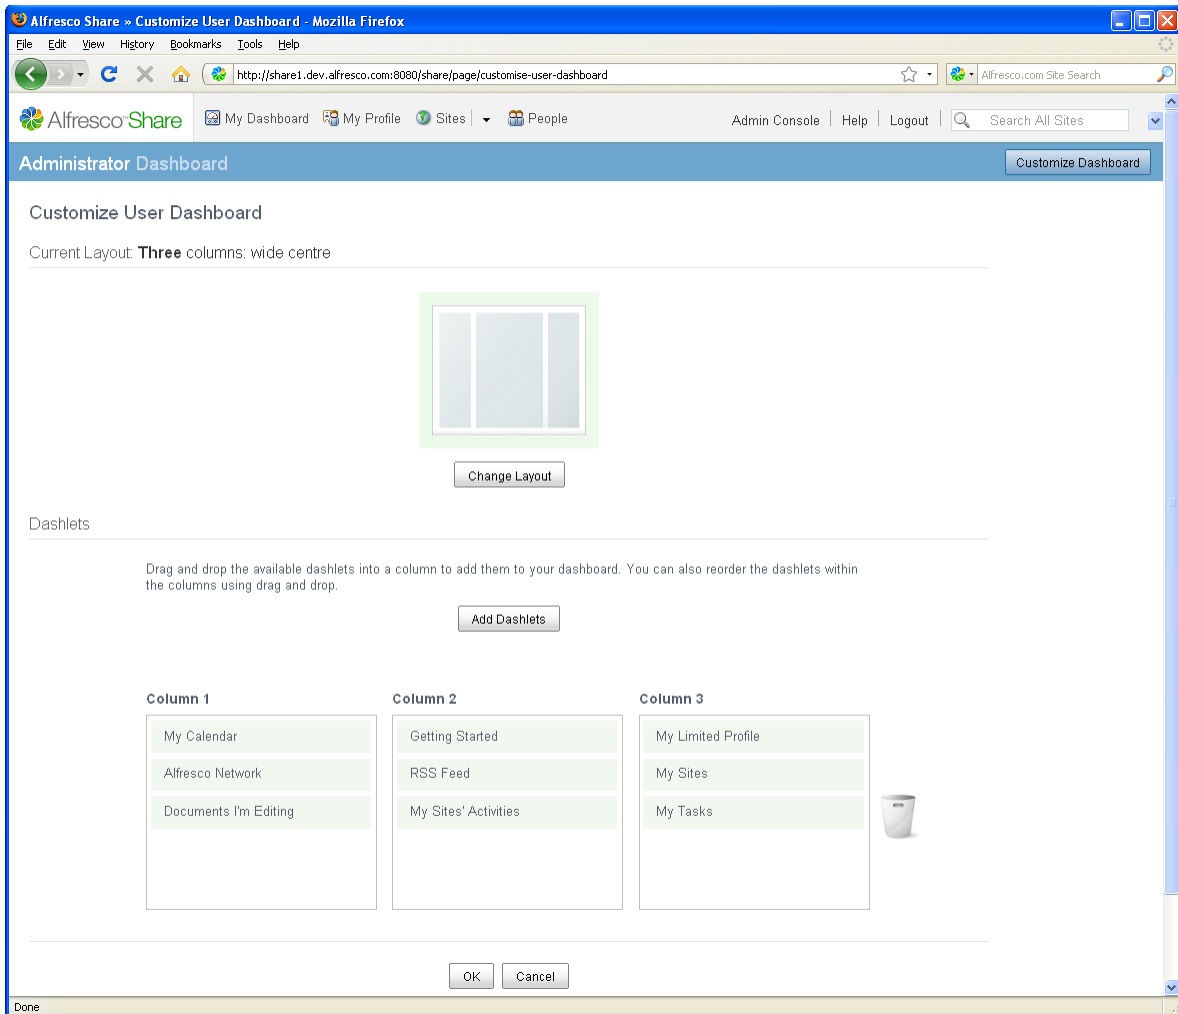 Alfresco Share » Customize User Dashboard - Mozilla Firefox
File Edit View History Bookmarks Tools Help
http://share1.dev.alfresco.com:8080/share/page/customise-user-dashboard Alfresco.com Site Search
Alfresco Share My Dashboard My Profile Sites People Admin Console Help Logout Search All Sites
Administrator Dashboard Customize Dashboard
Customize User Dashboard
Current Layout: Three columns: wide centre
Change Layout
Dashlets
Drag and drop the available dashlets into a column to add them to your dashboard. You can also reorder the dashlets within
the columns using drag and drop.
Add Dashlets
Column 1 Column 2 Column 3
My Calendar Getting Started My Limited Profile
Alfresco Network RSS Feed My Sites
Documents I'm Editing My Sites' Activities My Tasks
OK Cancel
Done